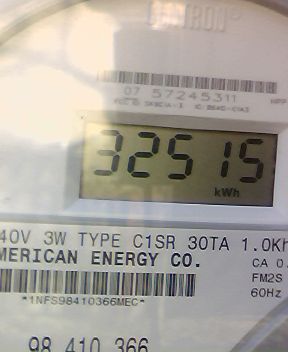 CENTRON®
07 57245311
32515
kWh
40V 3W TYPE C1SR 30TA 1.0Kh
MERICAN ENERGY CO.
CA 0.
FM2S
60Hz
*1NFS98410366MEC*
98 410 366